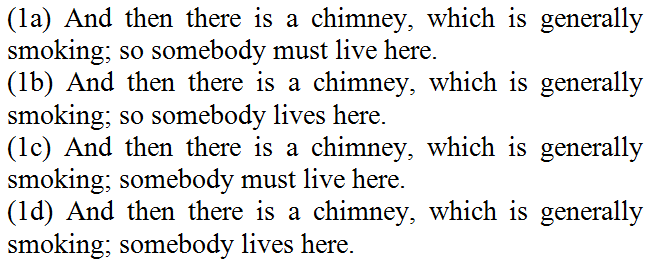 (1a) And then there is a chimney, which is generally
smoking; so somebody must live here.
(1b) And then there is a chimney, which is generally
smoking; so somebody lives here.
(1c) And then there is a chimney, which is generally
smoking; somebody must live here.
(1d) And then there is a chimney, which is generally
smoking; somebody lives here.